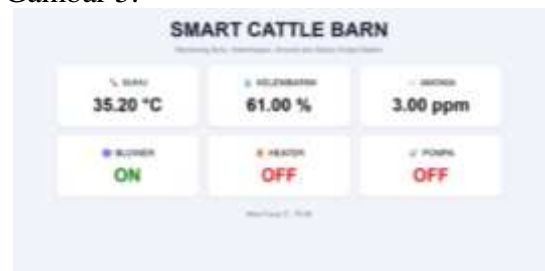 Gambar 3.
SMART CATTLE BARN
SUHU KELEMBAPAN AMONIA
35.20 °C 61.00 % 3.00 ppm
BLOWER HEATER POMPA
ON OFF OFF